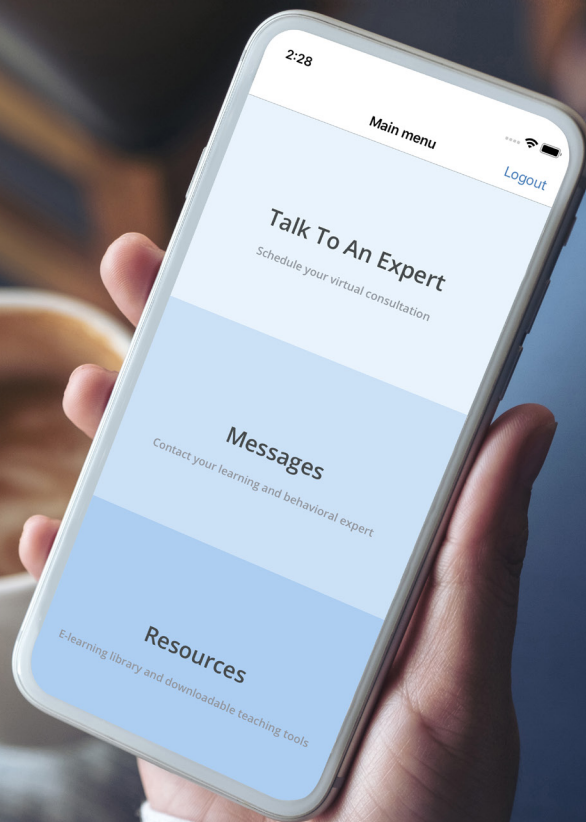 2:28
Main menu
Logout
Talk To An Expert
Schedule your virtual consultation
Messages
Contact your learning and behavioral expert
Resources
E-learning library and downloadable teaching tools